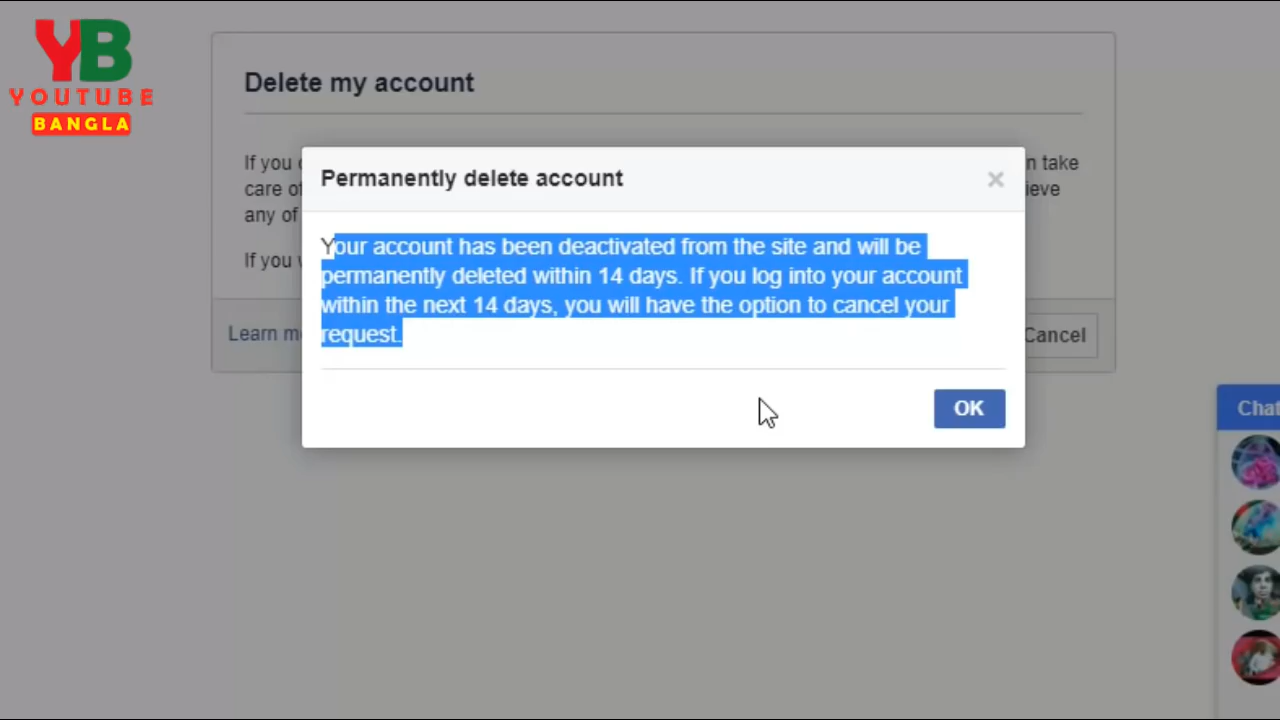 YB
YOUTUBE
BANGLA
Delete my account
If you
n take
care of
ieve
any of
If you
Learn
Cancel
Permanently delete account
×
Your account has been deactivated from the site and will be
permanently deleted within 14 days. If you log into your account
within the next 14 days, you will have the option to cancel your
request.
OK
Chat